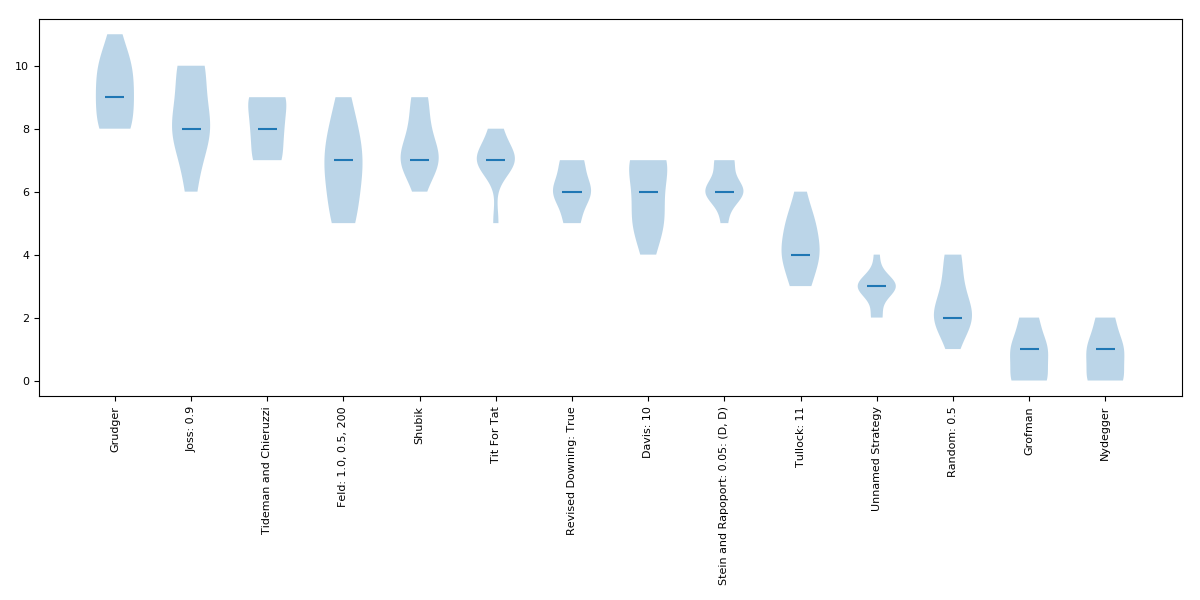 10
8
6
4
2
0
Grudger
Joss: 0.9
Tideman and Chieruzzi
Feld: 1.0, 0.5, 200
Shubik
Tit For Tat
Revised Downing: True
Davis: 10
Stein and Rapoport: 0.05: (D, D)
Tullock: 11
Unnamed Strategy
Random: 0.5
Grofman
Nydegger